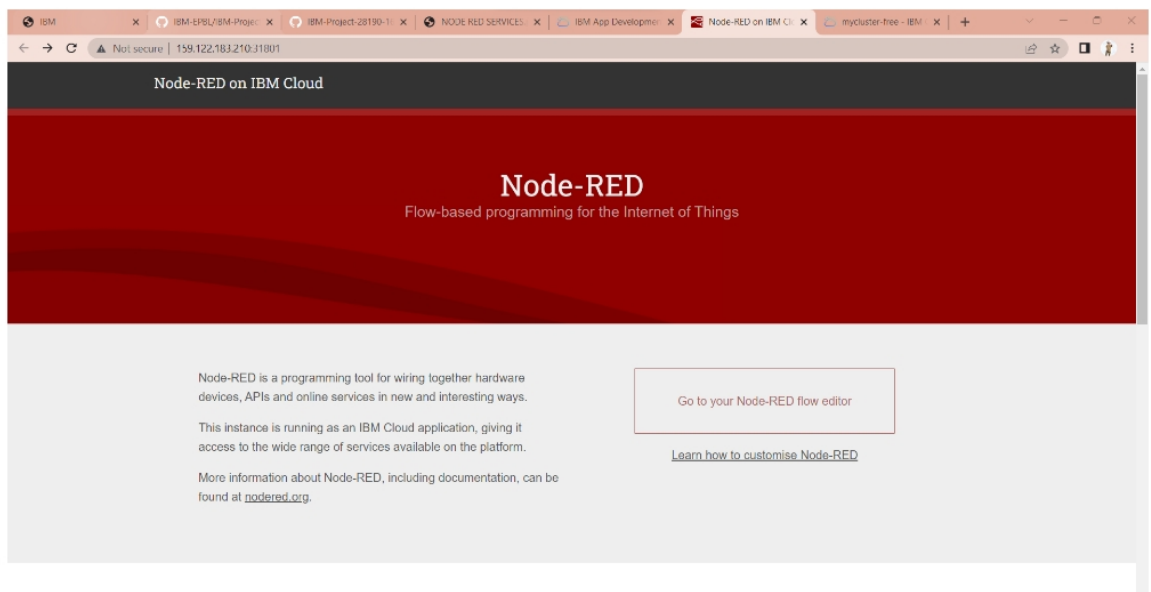 IBM
IBM-EPBL/IBM-Projec
IBM-Project-28190-1
NODE RED SERVICES
IBM App Developmen
Node-RED on IBM Cl
mycluster-free - IBM
Not secure | 159.122.183.210:31801
Node-RED on IBM Cloud
Node-RED
Flow-based programming for the Internet of Things
Node-RED is a programming tool for wiring together hardware
devices, APIs and online services in new and interesting ways.
This instance is running as an IBM Cloud application, giving it
access to the wide range of services available on the platform.
More information about Node-RED, including documentation, can be
found at nodered.org.
Go to your Node-RED flow editor
Learn how to customise Node-RED